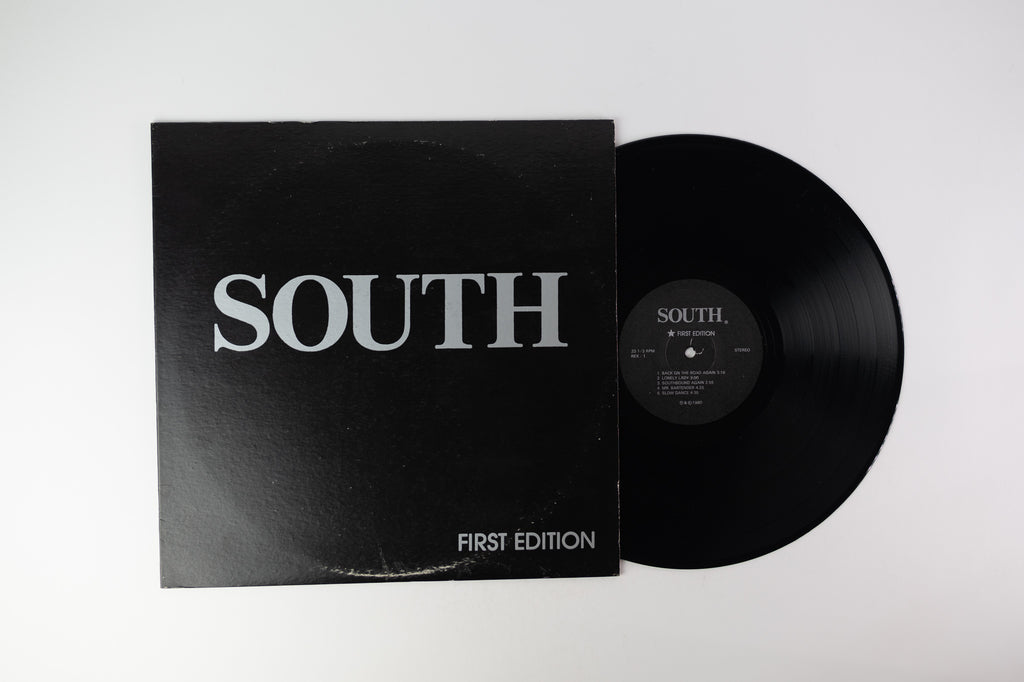 SOUTH
FIRST EDITION
SOUTH®
★ FIRST EDITION
33 1/3 RPM
STEREO
1. BACK ON THE ROAD AGAIN
2. LONELY LADY
3. SOUTHBOUND AGAIN
4. MR. BARTENDER
5. SLOW DANCE